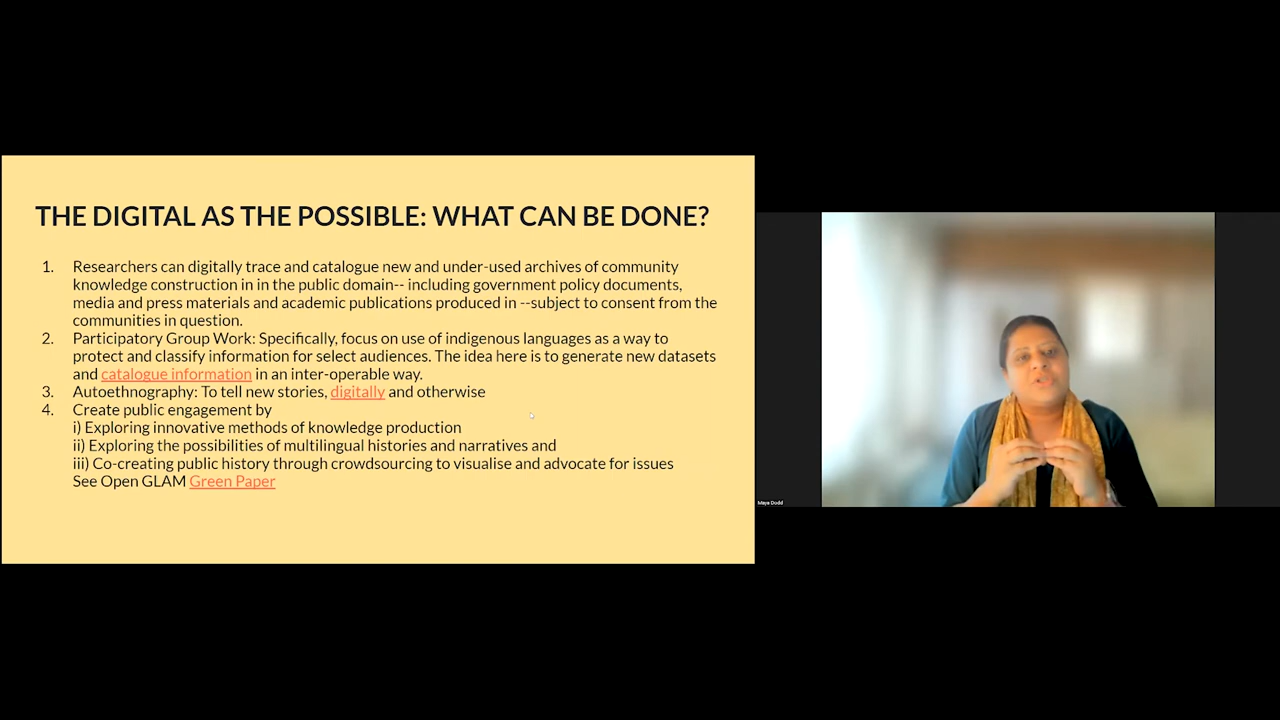 THE DIGITAL AS THE POSSIBLE: WHAT CAN BE DONE?
1. Researchers can digitally trace and catalogue new and under-used archives of community
knowledge construction in in the public domain-- including government policy documents,
media and press materials and academic publications produced in --subject to consent from the
communities in question.
2. Participatory Group Work: Specifically, focus on use of indigenous languages as a way to
protect and classify information for select audiences. The idea here is to generate new datasets
and catalogue information in an inter-operable way.
3. Autoethnography: To tell new stories, digitally and otherwise
4. Create public engagement by
i) Exploring innovative methods of knowledge production
ii) Exploring the possibilities of multilingual histories and narratives and
iii) Co-creating public history through crowdsourcing to visualise and advocate for issues
See Open GLAM Green Paper
Maya Dodd